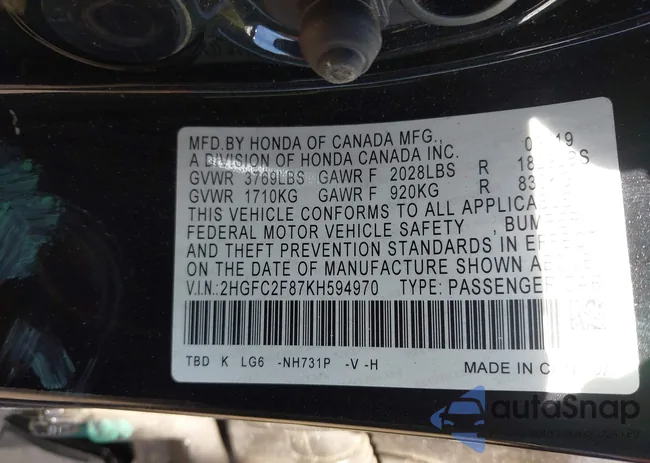 MFD.BY HONDA OF CANADA MFG.,
A DIVISION OF HONDA CANADA INC.
GVWR 3769LBS GAWR F 2028LBS R
GVWR 1710KG GAWR F 920KG R
THIS VEHICLE CONFORMS TO ALL
FEDERAL MOTOR VEHICLE SAFETY ,
AND THEFT PREVENTION STANDARDS IN
ON THE DATE OF MANUFACTURE SHOWN
V.I.N.:2HGFC2F87KH594970 TYPE:PASSENGER
TBD K LG6 -NH731P -V -H
MADE IN
autoSnap